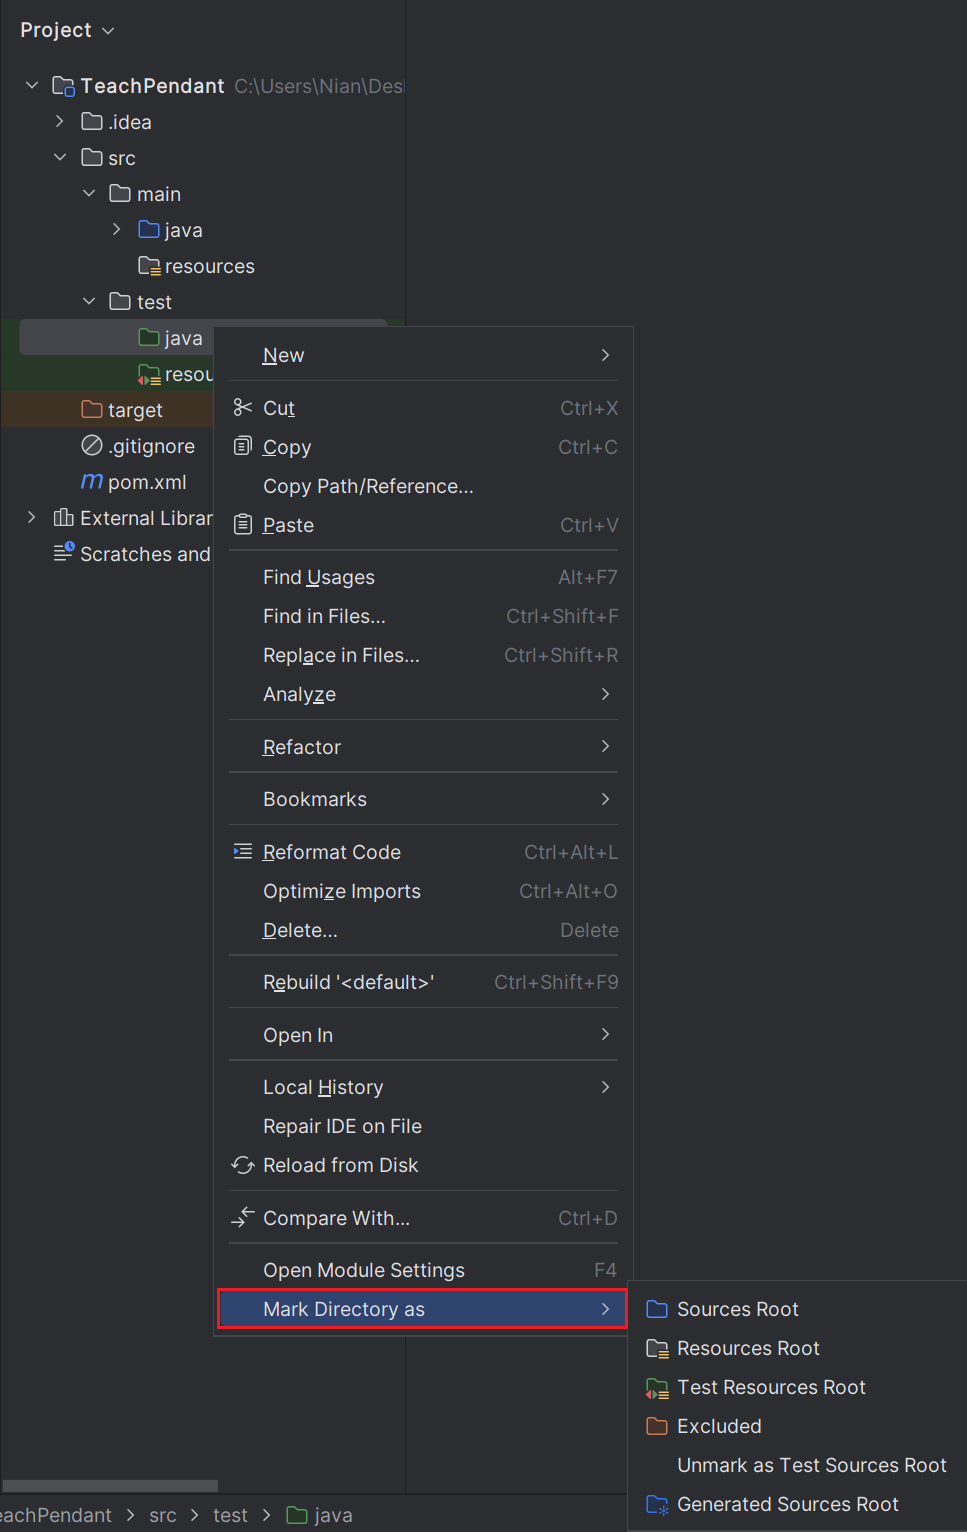 Project
TeachPendant C:\Users\Nian\Des
.idea
src
main
java
resources
test
java
resou
target
.gitignore
pom.xml
External Librar
Scratches and
New
Cut Ctrl+X
Copy Ctrl+C
Copy Path/Reference...
Paste Ctrl+V
Find Usages Alt+F7
Find in Files... Ctrl+Shift+F
Replace in Files... Ctrl+Shift+R
Analyze
Refactor
Bookmarks
Reformat Code Ctrl+Alt+L
Optimize Imports Ctrl+Alt+O
Delete... Delete
Rebuild '<default>' Ctrl+Shift+F9
Open In
Local History
Repair IDE on File
Reload from Disk
Compare With... Ctrl+D
Open Module Settings F4
Mark Directory as
Sources Root
Resources Root
Test Resources Root
Excluded
Unmark as Test Sources Root
Generated Sources Root
eachPendant > src > test > java